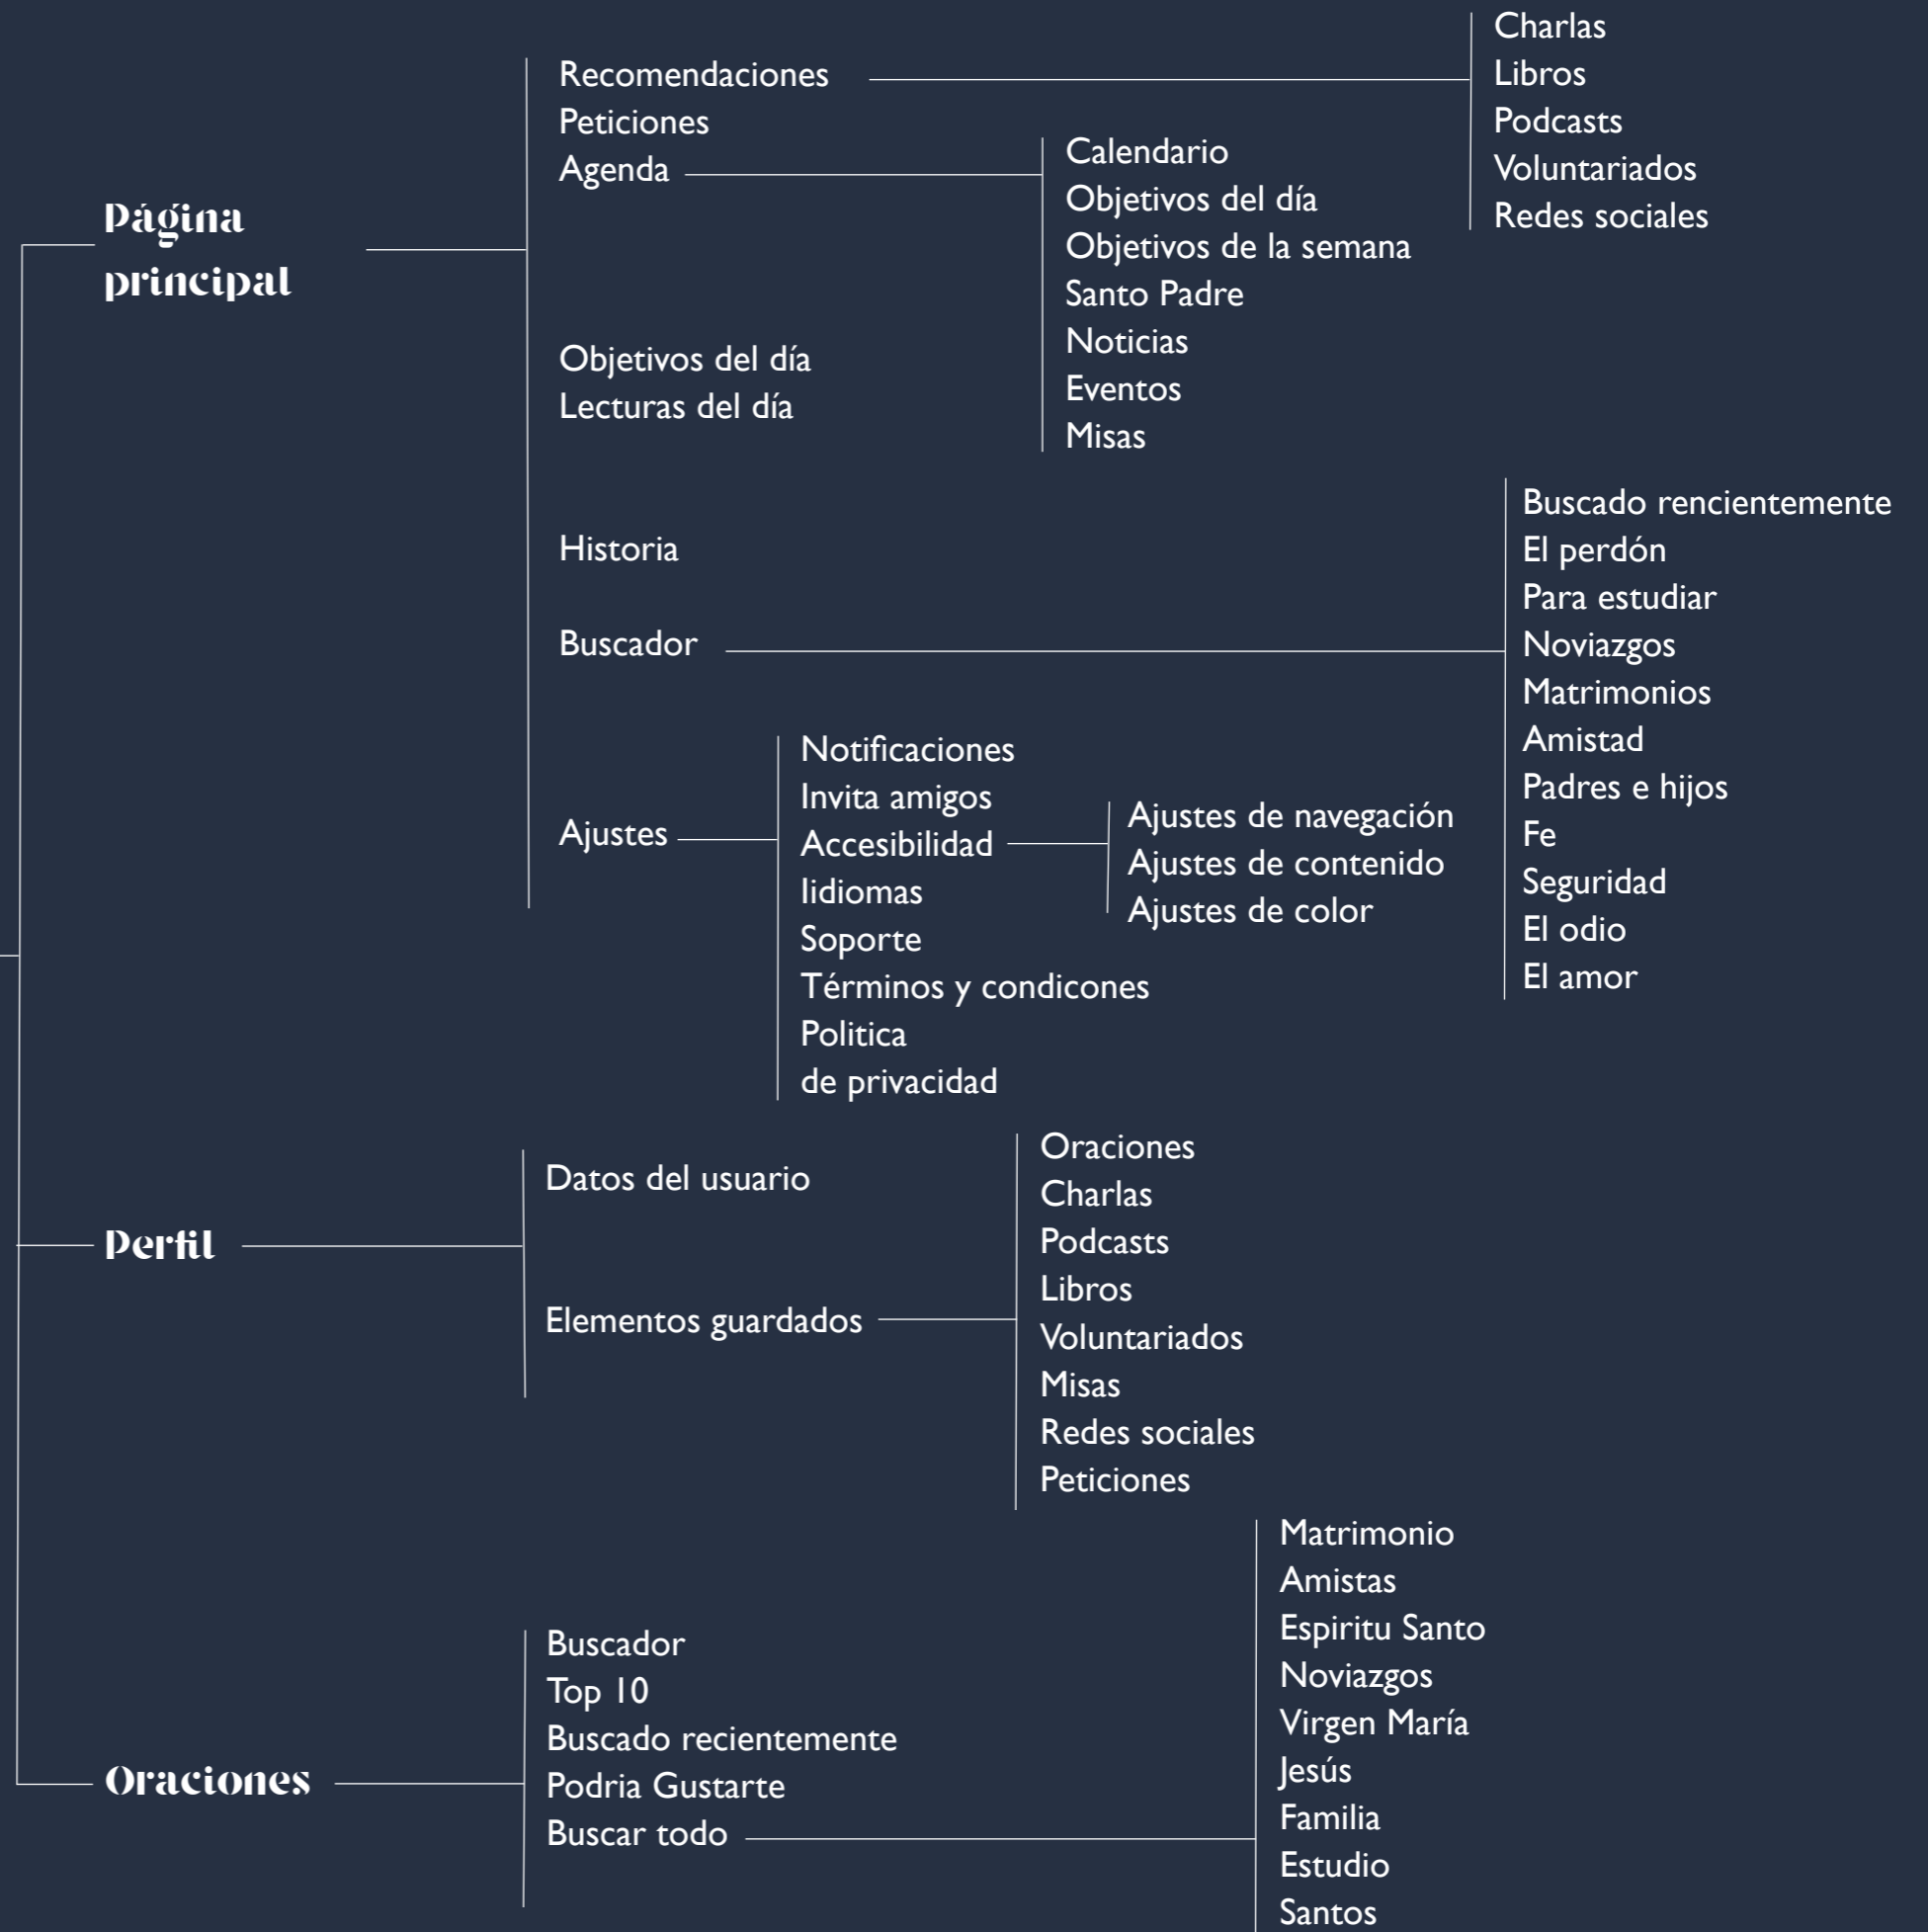 Página
principal
Recomendaciones
Peticiones
Agenda
Objetivos del día
Lecturas del día
Historia
Buscador
Ajustes
Charlas
Libros
Podcasts
Voluntariados
Redes sociales
Calendario
Objetivos del día
Objetivos de la semana
Santo Padre
Noticias
Eventos
Misas
Buscado rencientemente
El perdón
Para estudiar
Noviazgos
Matrimonios
Amistad
Padres e hijos
Fe
Seguridad
El odio
El amor
Notificaciones
Invita amigos
Accesibilidad
Iidiomas
Soporte
Términos y condicones
Politica
de privacidad
Ajustes de navegación
Ajustes de contenido
Ajustes de color
Perfil
Datos del usuario
Elementos guardados
Oraciones
Charlas
Podcasts
Libros
Voluntariados
Misas
Redes sociales
Peticiones
Oraciones
Buscador
Top 10
Buscado recientemente
Podria Gustarte
Buscar todo
Matrimonio
Amistas
Espiritu Santo
Noviazgos
Virgen María
Jesús
Familia
Estudio
Santos